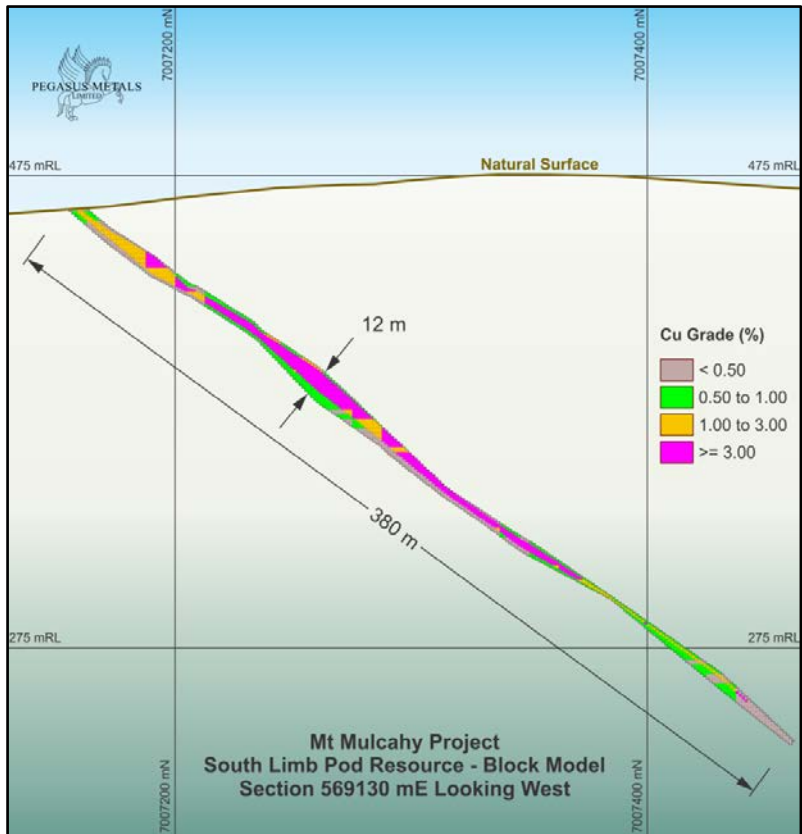 7007200 mN
7007400 mN
PEGASUS METALS
LIMITED
475 mRL
Natural Surface
475 mRL
12 m
Cu Grade (%)
< 0.50
0.50 to 1.00
1.00 to 3.00
>= 3.00
380 m
275 mRL
275 mRL
Mt Mulcahy Project
South Limb Pod Resource - Block Model
Section 569130 mE Looking West
7007200 mN
7007400 mN